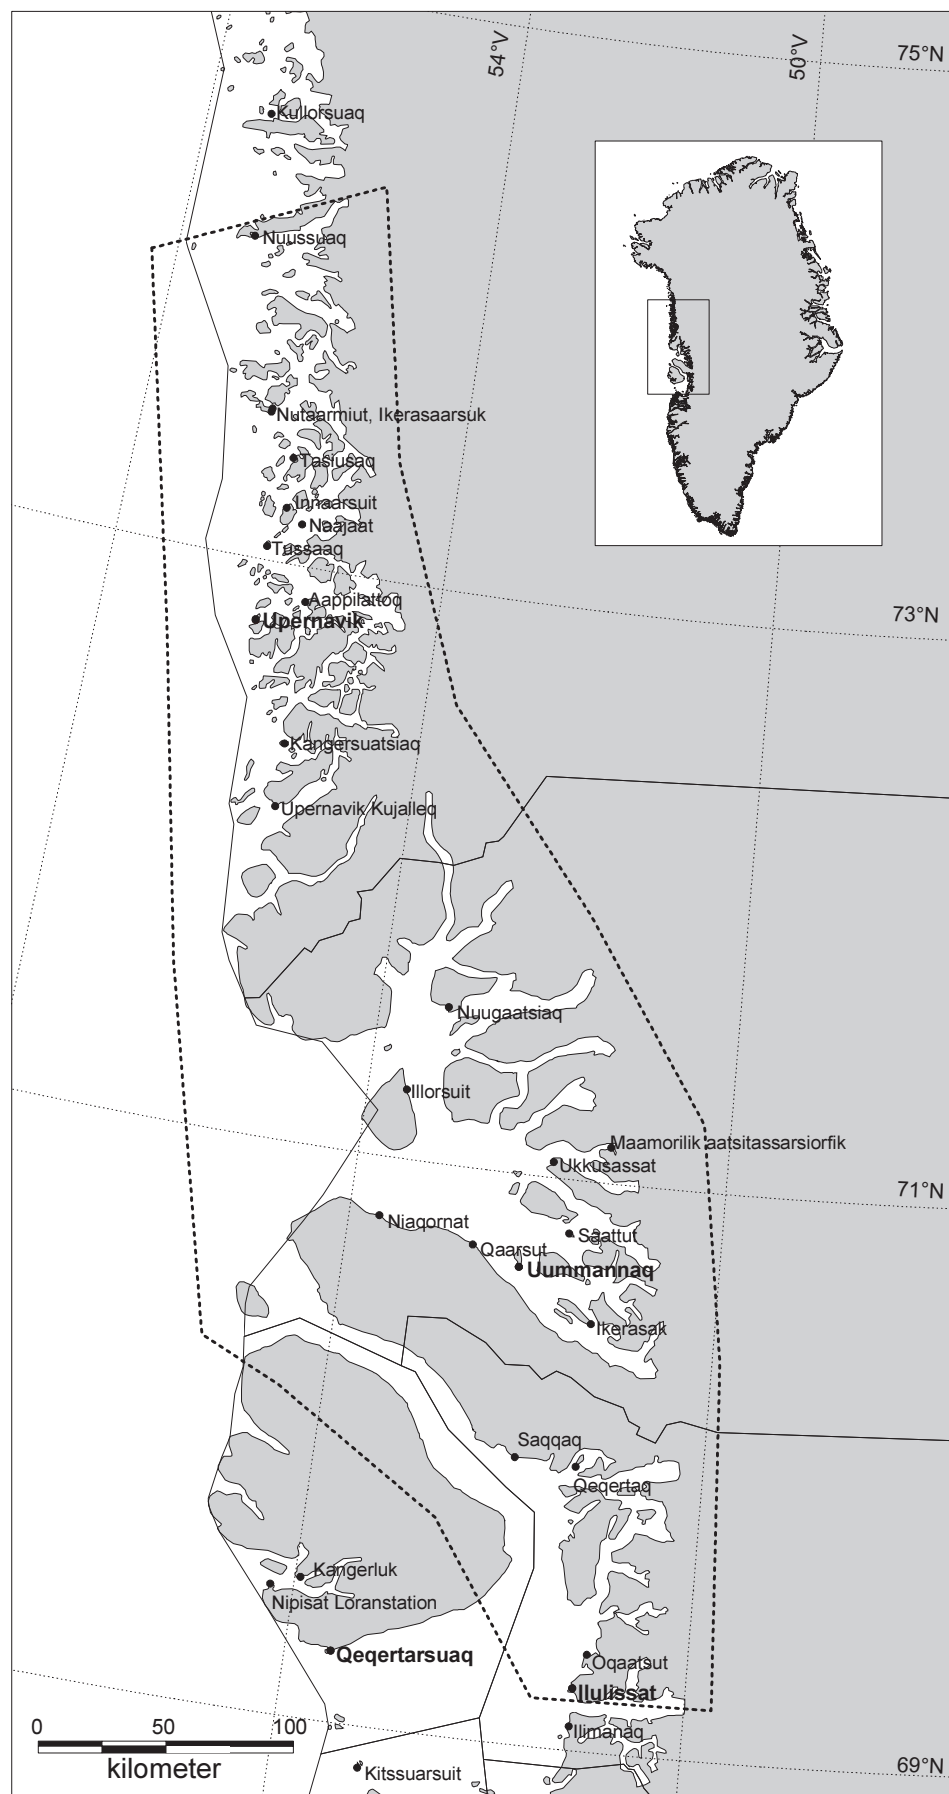 54°V
50°V
75°N
Kullorsuaq
Nuussuaq
Nutaarmiut, Ikerasaarsuk
Tasiusaq
Innaarsuit
Naajaat
Tussaaq
Aappilattoq
Upernavik
73°N
Kangersuatsiaq
Upernavik Kujalleq
Nuugaatsiaq
Illorsuit
Maamorilik aatsitassarsiorfik
Ukkusassat
71°N
Niaqornat
Saattut
Qaarsut
Uummannaq
Ikerasak
Saqqaq
Qeqertaq
Kangerluk
Nipisat Loranstation
Qeqertarsuaq
Oqaatsut
Ilulissat
0 50 100
Ilimanaq
kilometer
Kitssuarsuit
69°N